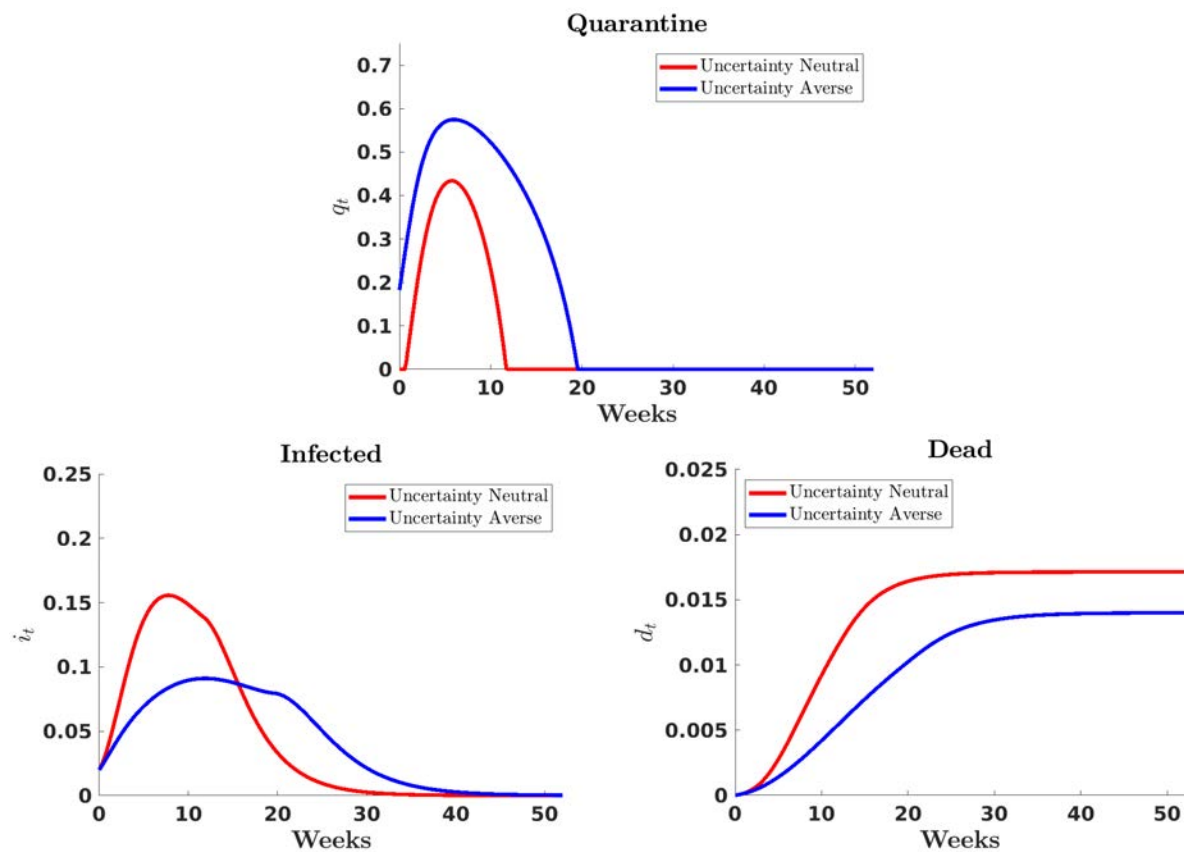 Quarantine
Uncertainty Neutral
Uncertainty Averse
0.7
0.6
0.5
0.4
0.3
0.2
0.1
0
q_t
0 10 20 30 40 50
Weeks
Infected
Uncertainty Neutral
Uncertainty Averse
0.25
0.2
0.15
0.1
0.05
0
i_t
0 10 20 30 40 50
Weeks
Dead
Uncertainty Neutral
Uncertainty Averse
0.025
0.02
0.015
0.01
0.005
0
d_t
0 10 20 30 40 50
Weeks